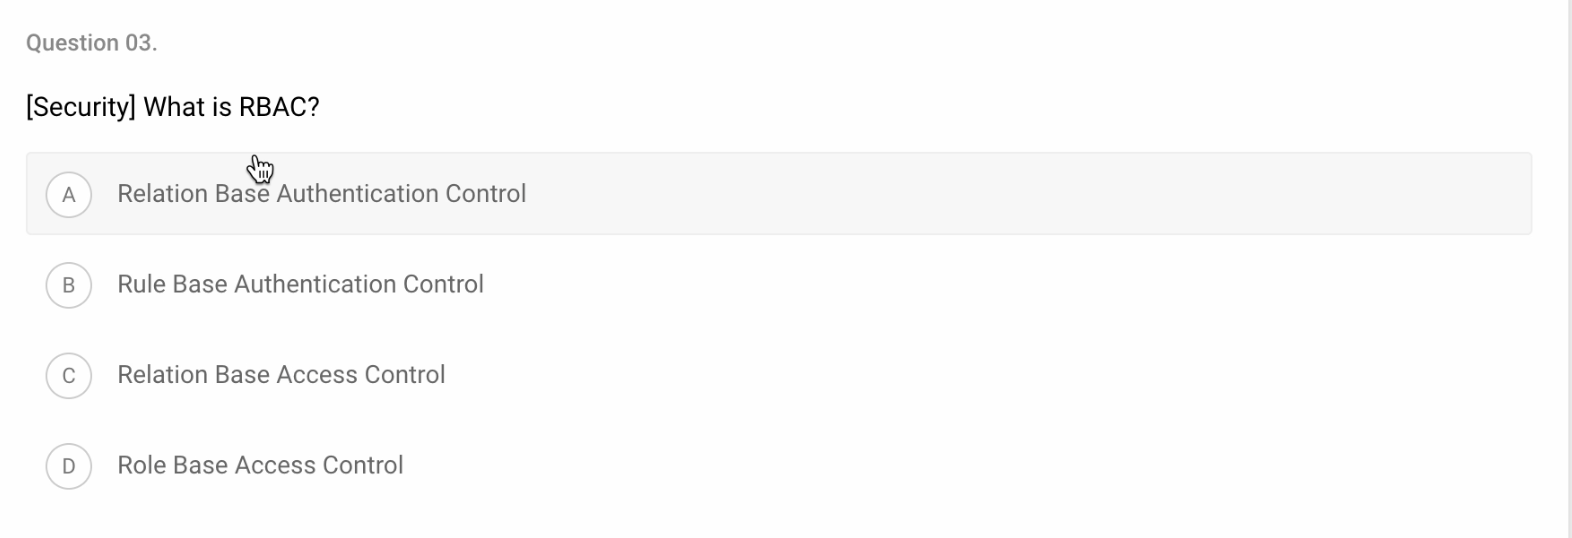 Question 03.
[Security] What is RBAC?
A Relation Base Authentication Control
B Rule Base Authentication Control
C Relation Base Access Control
D Role Base Access Control